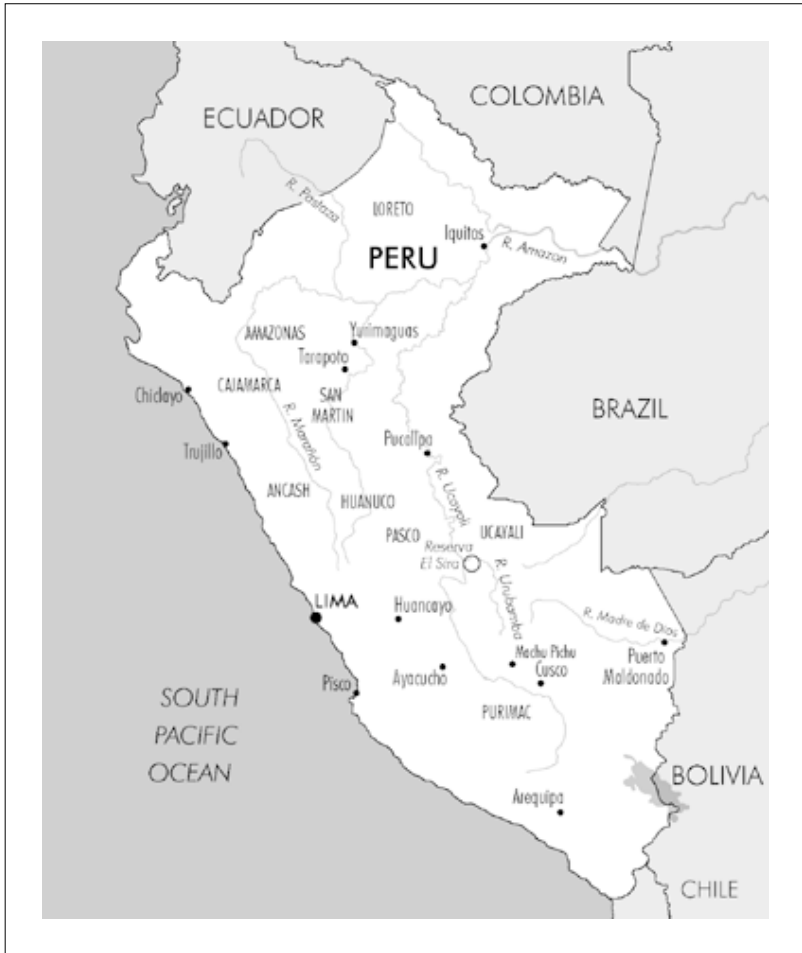 COLOMBIA
ECUADOR
R. Pastaza
LORETO
Iquitos
R. Amazon
PERU
AMAZONAS
Yurimaguas
Tarapoto
CAJAMARCA
Chiclayo
SAN
MARTIN
BRAZIL
R. Marañón
Trujillo
Pucallpa
R. Ucayali
ANCASH
HUANUCO
PASCO
UCAYALI
Reserva
El Sira
R. Urubamba
LIMA
Huancayo
R. Madre de Dios
Machu Pichu
Puerto
Maldonado
Cusco
Ayacucho
Pisco
PURIMAC
SOUTH
PACIFIC
OCEAN
BOLIVIA
Arequipa
CHILE